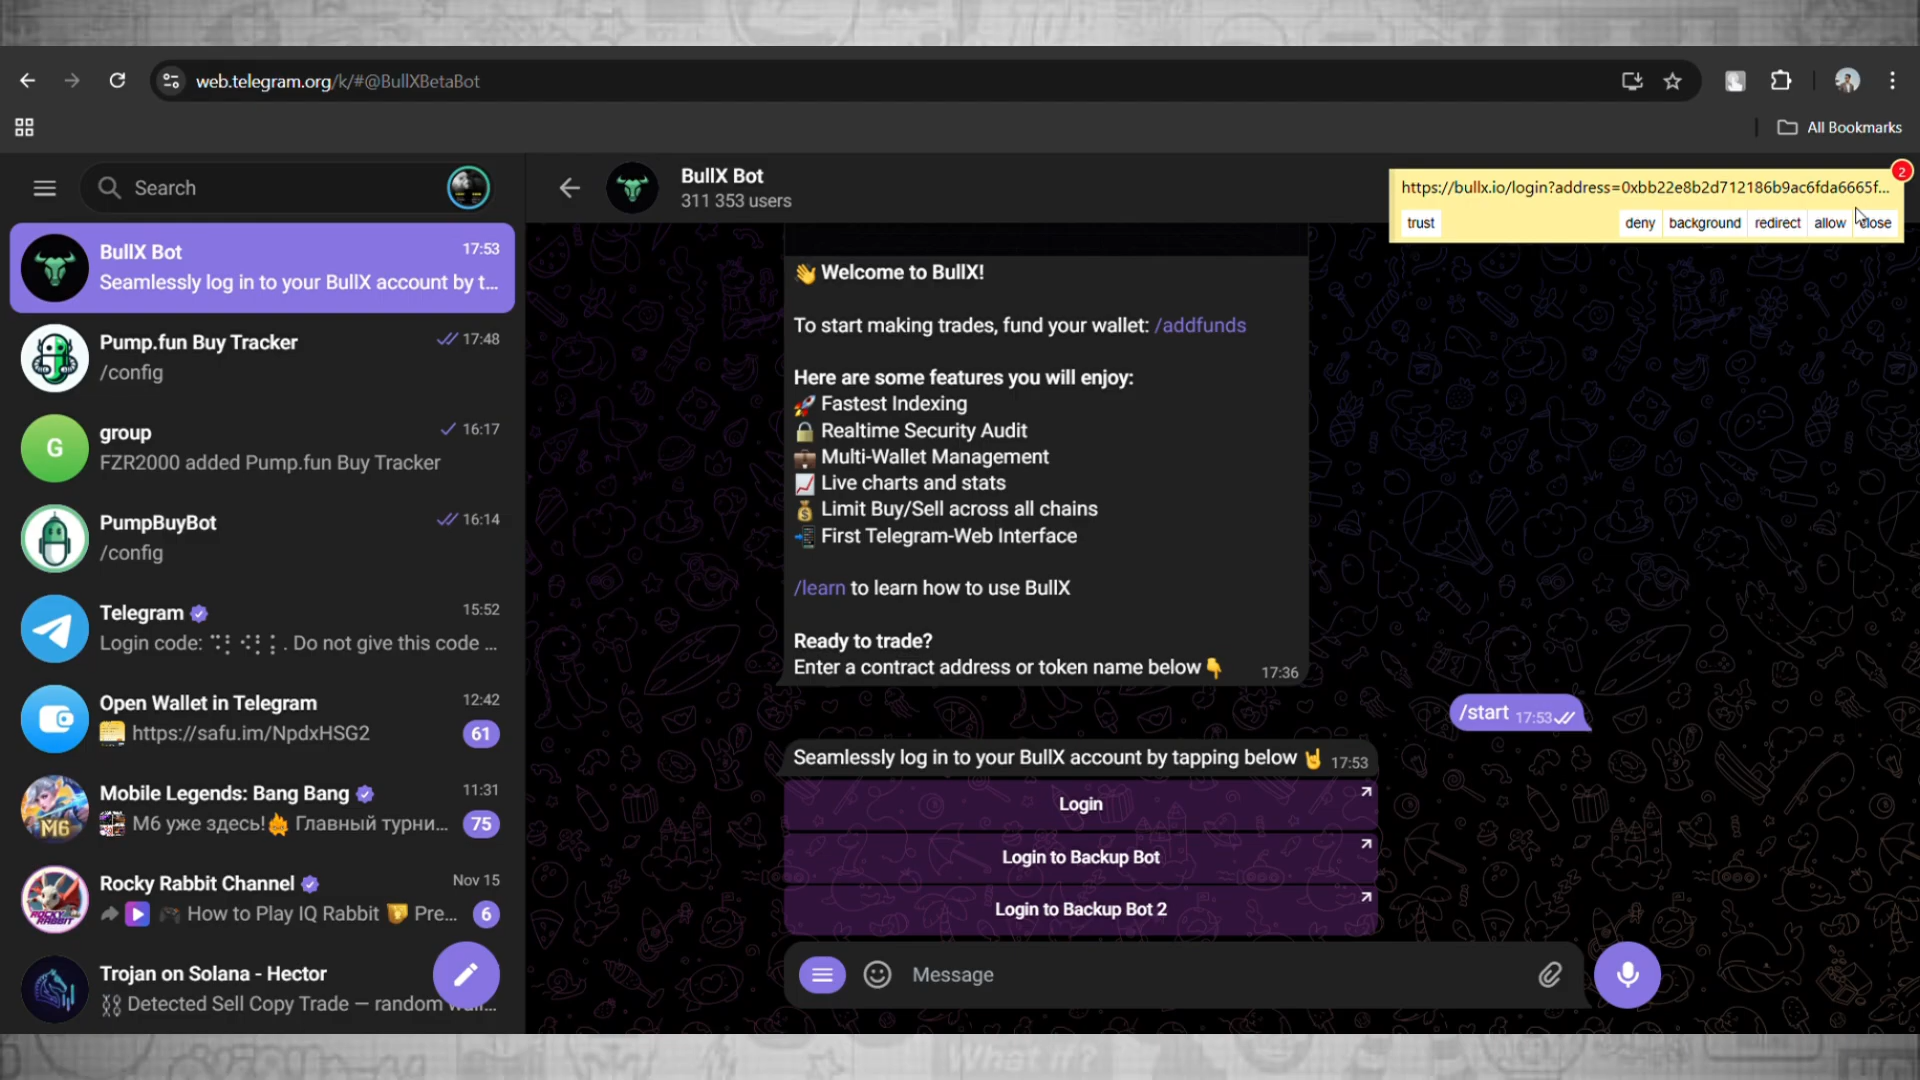 web.telegram.org/k/#@BullXBetaBot
All Bookmarks
Search
BullX Bot
17:53
Seamlessly log in to your BullX account by t...
Pump.fun Buy Tracker
17:48
/config
G
group
16:17
FZR2000 added Pump.fun Buy Tracker
PumpBuyBot
16:14
/config
Telegram
15:52
Login code: . Do not give this code ...
Open Wallet in Telegram
12:42
https://safu.im/NpdxHSG2
61
M6
Mobile Legends: Bang Bang
11:31
М6 уже здесь!🔥 Главный турни...
75
ROCKY RABBIT
Rocky Rabbit Channel
Nov 15
How to Play IQ Rabbit Pre...
6
Trojan on Solana - Hector
Detected Sell Copy Trade — random
BullX Bot
311 353 users
2
https://bullx.io/login?address=0xbb22e8b2d712186b9ac6fda6665f...
trust
deny
background
redirect
allow
close
👋 Welcome to BullX!
To start making trades, fund your wallet: /addfunds
Here are some features you will enjoy:
🚀 Fastest Indexing
🔒 Realtime Security Audit
💼 Multi-Wallet Management
📈 Live charts and stats
💰 Limit Buy/Sell across all chains
📲 First Telegram-Web Interface
/learn to learn how to use BullX
Ready to trade?
Enter a contract address or token name below👇
17:36
/start 17:53
Seamlessly log in to your BullX account by tapping below 🤘 17:53
Login
Login to Backup Bot
Login to Backup Bot 2
Message
What if?